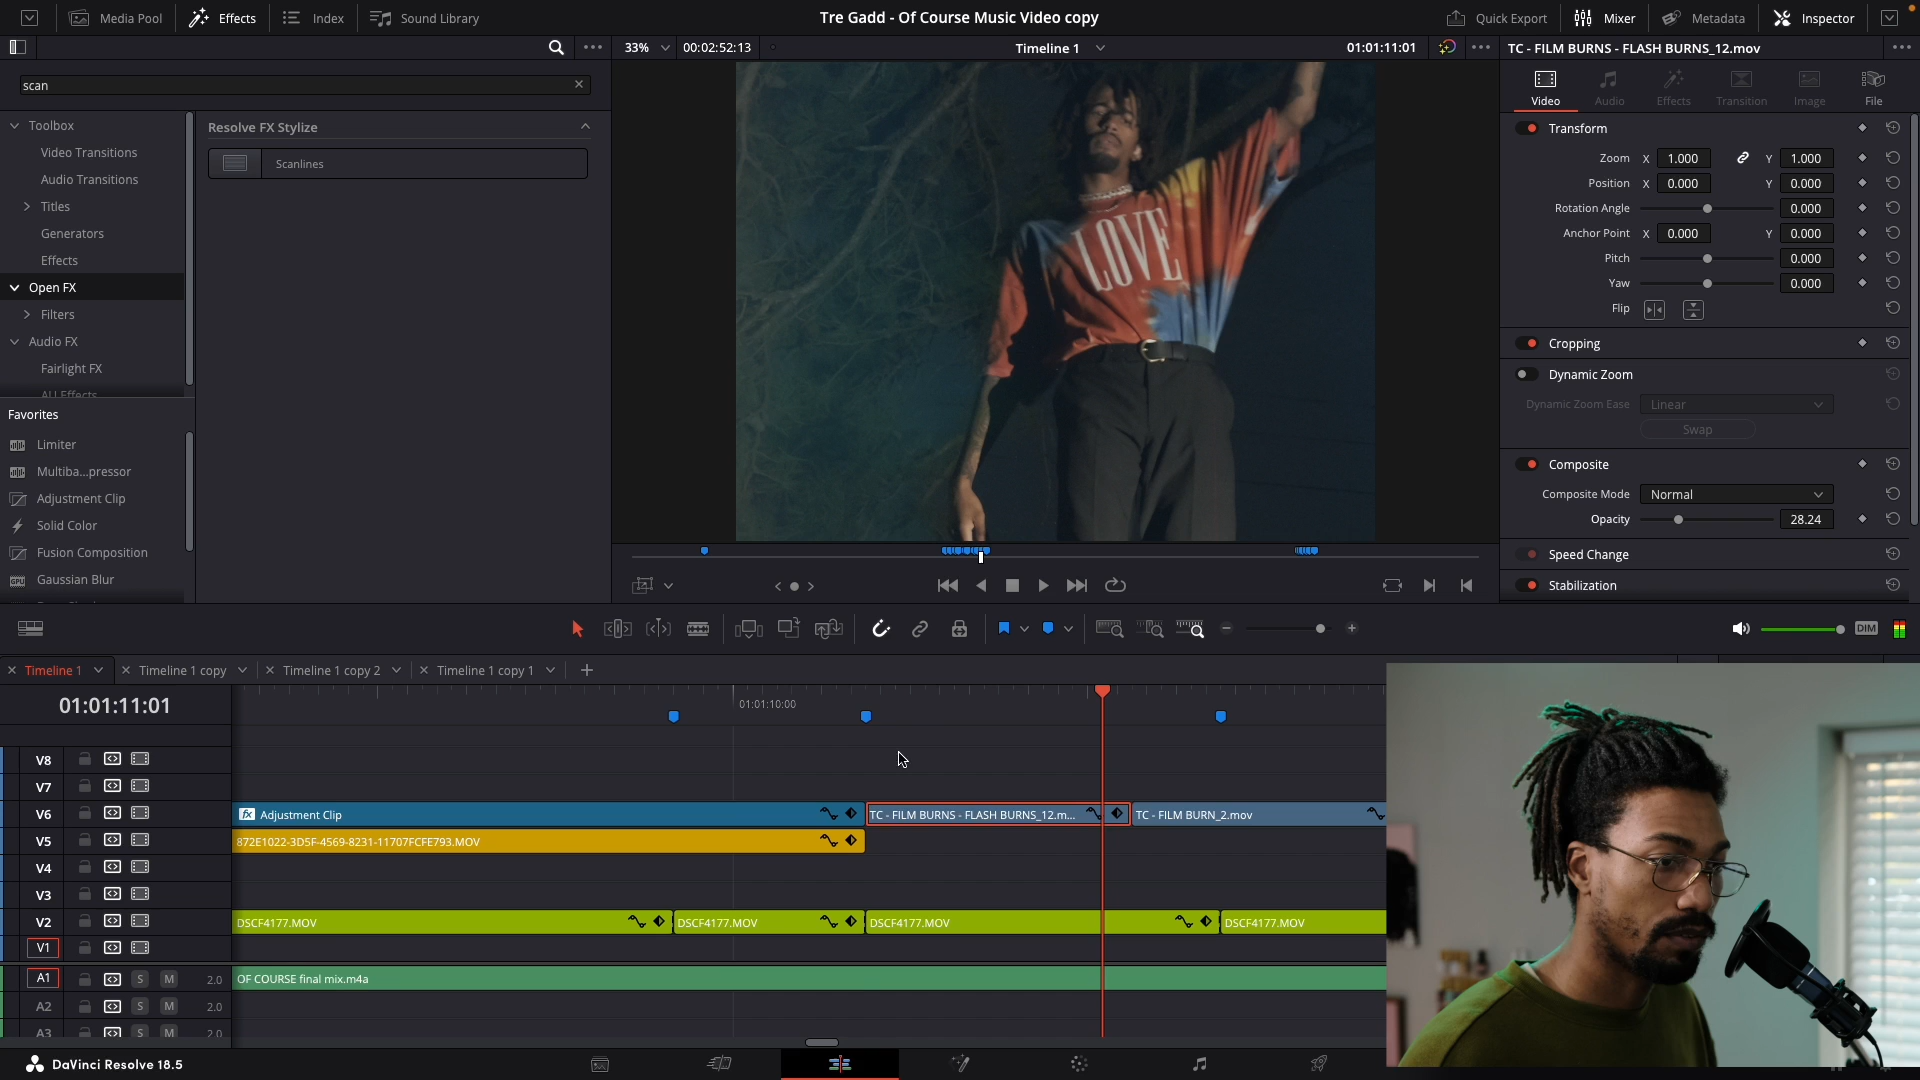 Media Pool Effects Index Sound Library Tre Gadd - Of Course Music Video copy Quick Export Mixer Metadata Inspector
33% 00:02:52:13 Timeline 1 01:01:11:01 TC - FILM BURNS - FLASH BURNS_12.mov
scan
Video Audio Effects Transition Image File
Toolbox
Video Transitions
Audio Transitions
Titles
Generators
Effects
Open FX
Filters
Audio FX
Fairlight FX
All Effects
Favorites
Limiter
Multiba...pressor
Adjustment Clip
Solid Color
Fusion Composition
Gaussian Blur
Resolve FX Stylize
Scanlines
LOVE
Transform
Zoom X 1.000 Y 1.000
Position X 0.000 Y 0.000
Rotation Angle 0.000
Anchor Point X 0.000 Y 0.000
Pitch 0.000
Yaw 0.000
Flip
Cropping
Dynamic Zoom
Dynamic Zoom Ease Linear
Swap
Composite
Composite Mode Normal
Opacity 28.24
Speed Change
Stabilization
DIM
Timeline 1 Timeline 1 copy Timeline 1 copy 2 Timeline 1 copy 1
01:01:11:01 01:01:10:00
V8
V7
V6 Adjustment Clip TC - FILM BURNS - FLASH BURNS_12.m... TC - FILM BURN_2.mov
V5 872E1022-3D5F-4569-8231-11707FCFE793.MOV
V4
V3
V2 DSCF4177.MOV DSCF4177.MOV DSCF4177.MOV DSCF4177.MOV
V1
A1 S M 2.0 OF COURSE final mix.m4a
A2 S M 2.0
A3 S M 2.0
DaVinci Resolve 18.5